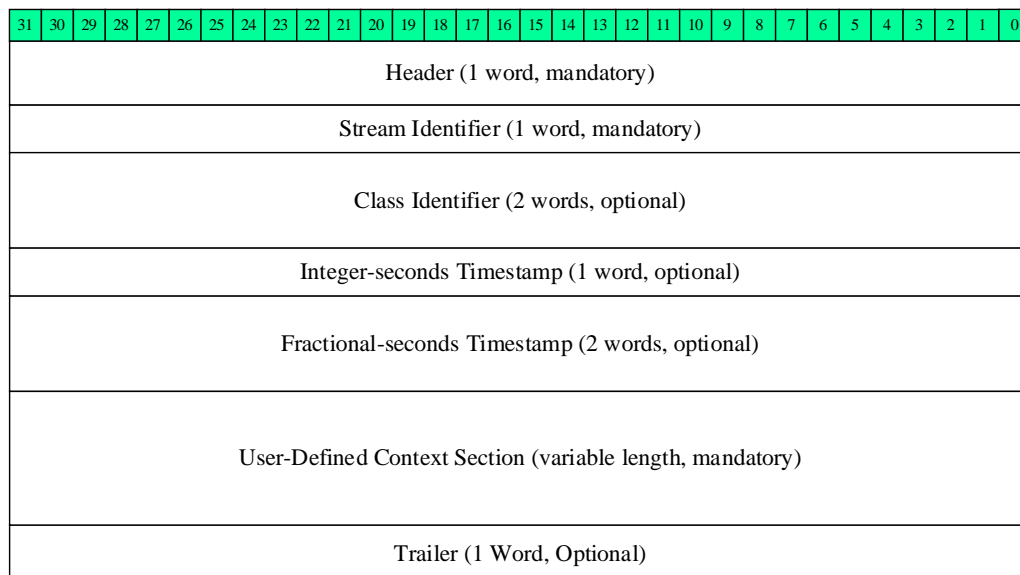 31 30 29 28 27 26 25 24 23 22 21 20 19 18 17 16 15 14 13 12 11 10 9 8 7 6 5 4 3 2 1 0
Header (1 word, mandatory)
Stream Identifier (1 word, mandatory)
Class Identifier (2 words, optional)
Integer-seconds Timestamp (1 word, optional)
Fractional-seconds Timestamp (2 words, optional)
User-Defined Context Section (variable length, mandatory)
Trailer (1 Word, Optional)